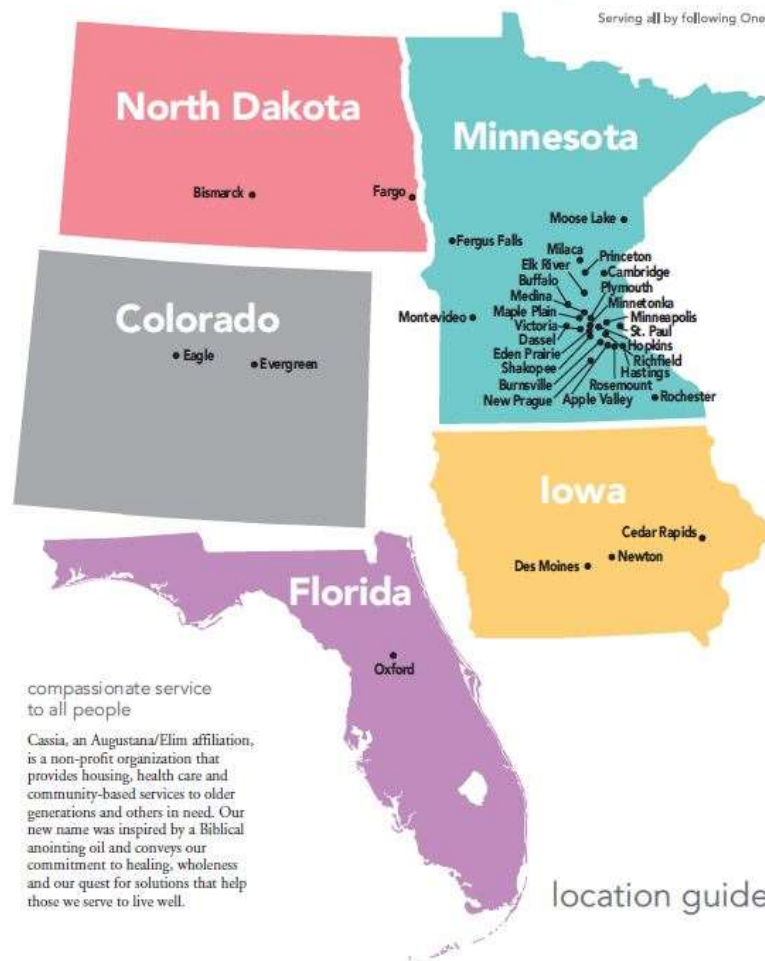 Serving all by following One
North Dakota
Minnesota
Bismarck
Fargo
Moose Lake
Fergus Falls
Milaca
Princeton
Elk River
Cambridge
Buffalo
Plymouth
Medina
Minnetonka
Maple Plain
Minneapolis
Montevideo
Victoria
St. Paul
Dassel
Hopkins
Eden Prairie
Richfield
Shakopee
Hastings
Burnsville
Rosemount
New Prague
Apple Valley
Rochester
Colorado
Eagle
Evergreen
Iowa
Cedar Rapids
Newton
Des Moines
Florida
Oxford
compassionate service
to all people
Cassia, an Augustana/Elim affiliation,
is a non-profit organization that
provides housing, health care and
community-based services to older
generations and others in need. Our
new name was inspired by a Biblical
anointing oil and conveys our
commitment to healing, wholeness
and our quest for solutions that help
those we serve to live well.
location guide